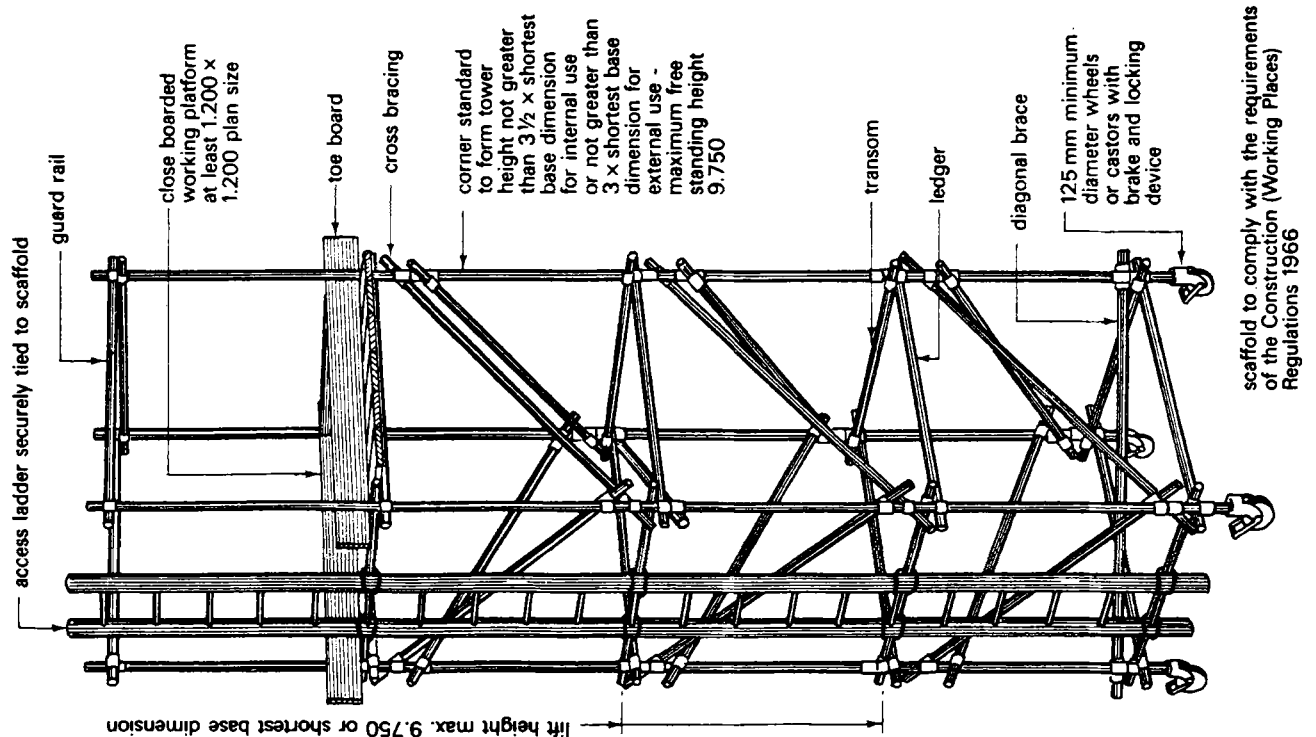 access ladder securely tied to scaffold
guard rail
close boarded
working platform
at least 1.200 ×
1.200 plan size
toe board
cross bracing
corner standard
to form tower
height not greater
than 3½ × shortest
base dimension
for internal use
or not greater than
3 × shortest base
dimension for
external use -
maximum free
standing height
9.750
transom
ledger
diagonal brace
125 mm minimum
diameter wheels
or castors with
brake and locking
device
lift height max. 9.750 or shortest base dimension
scaffold to comply with the requirements
of the Construction (Working Places)
Regulations 1966